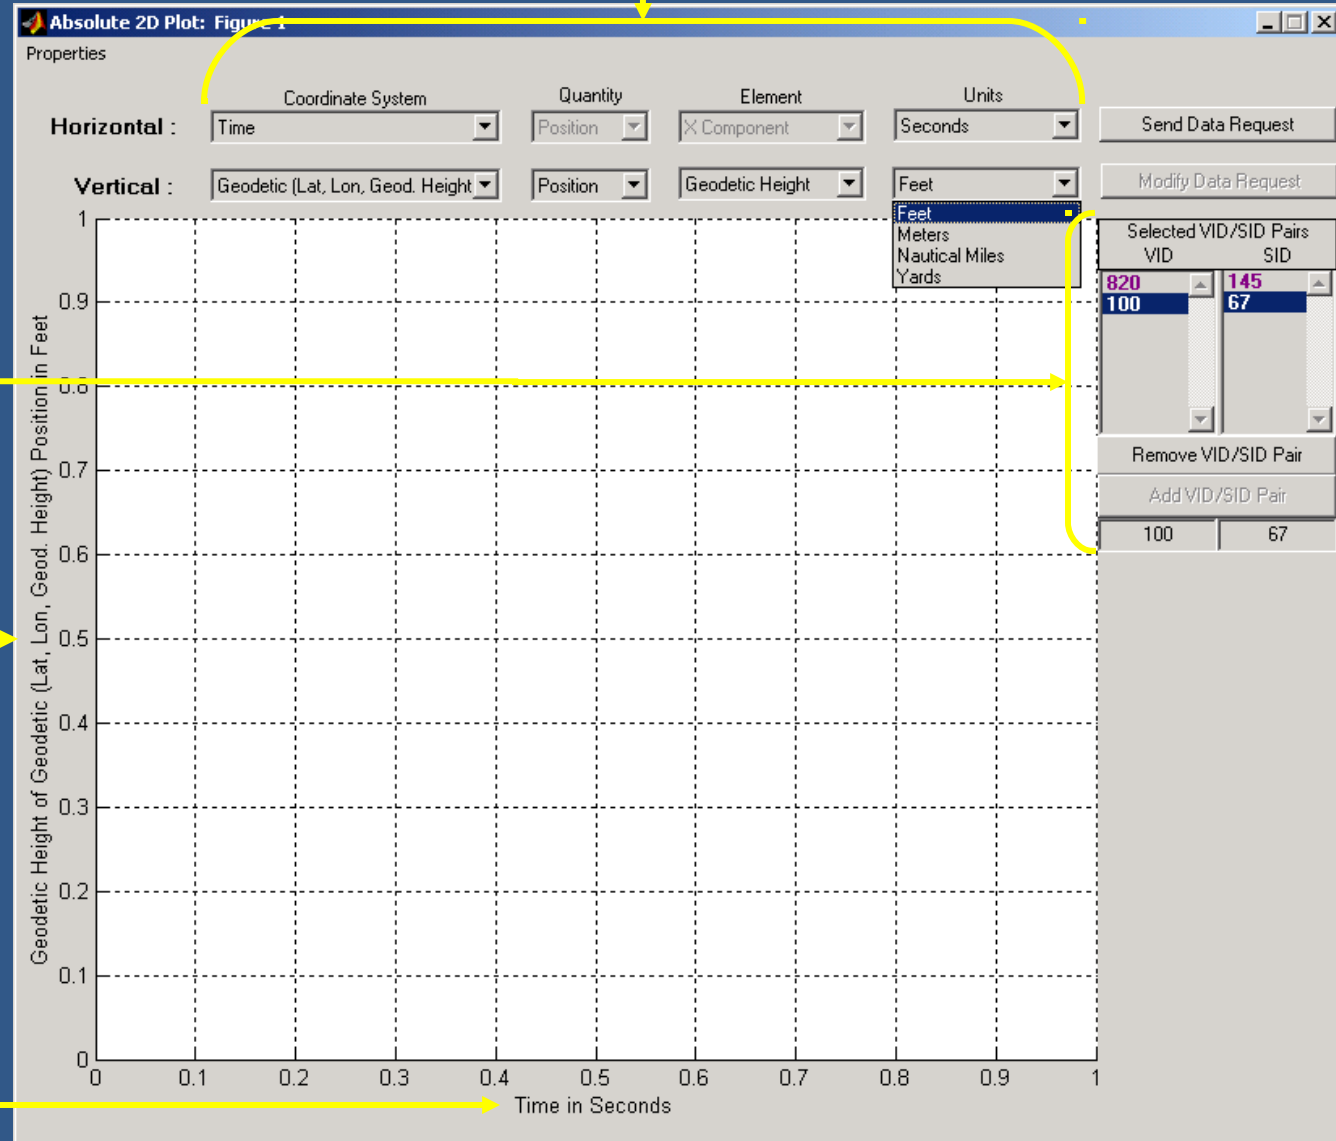 Absolute 2D Plot: Figure 1
Properties
Coordinate System Quantity Element Units
Horizontal : Time Position X Component Seconds Send Data Request
Vertical : Geodetic (Lat, Lon, Geod. Height Position Geodetic Height Feet Modify Data Request
Feet
Meters
Nautical Miles
Yards
Selected VID/SID Pairs
VID SID
820 145
100 67
Remove VID/SID Pair
Add VID/SID Pair
100 67
Geodetic Height of Geodetic (Lat, Lon, Geod. Height) Position in Feet
1
0.9
0.8
0.7
0.6
0.5
0.4
0.3
0.2
0.1
0
0 0.1 0.2 0.3 0.4 0.5 0.6 0.7 0.8 0.9 1
Time in Seconds